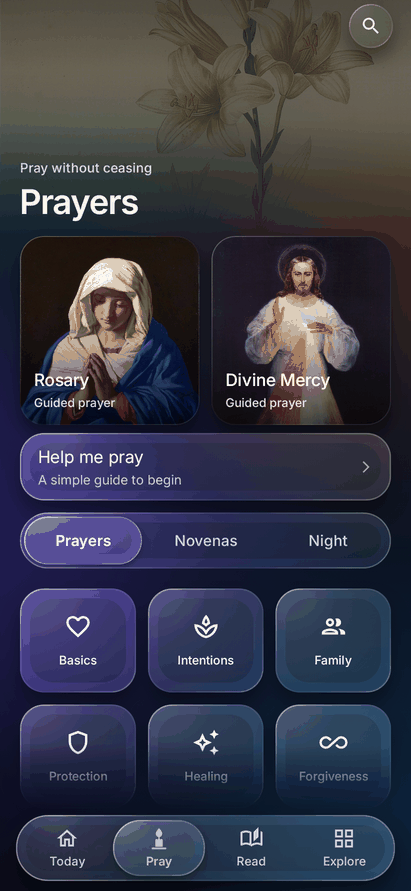 Pray without ceasing
Prayers
Rosary
Guided prayer
Divine Mercy
Guided prayer
Help me pray
A simple guide to begin
Prayers
Novenas
Night
Basics
Intentions
Family
Protection
Healing
Forgiveness
Today
Pray
Read
Explore